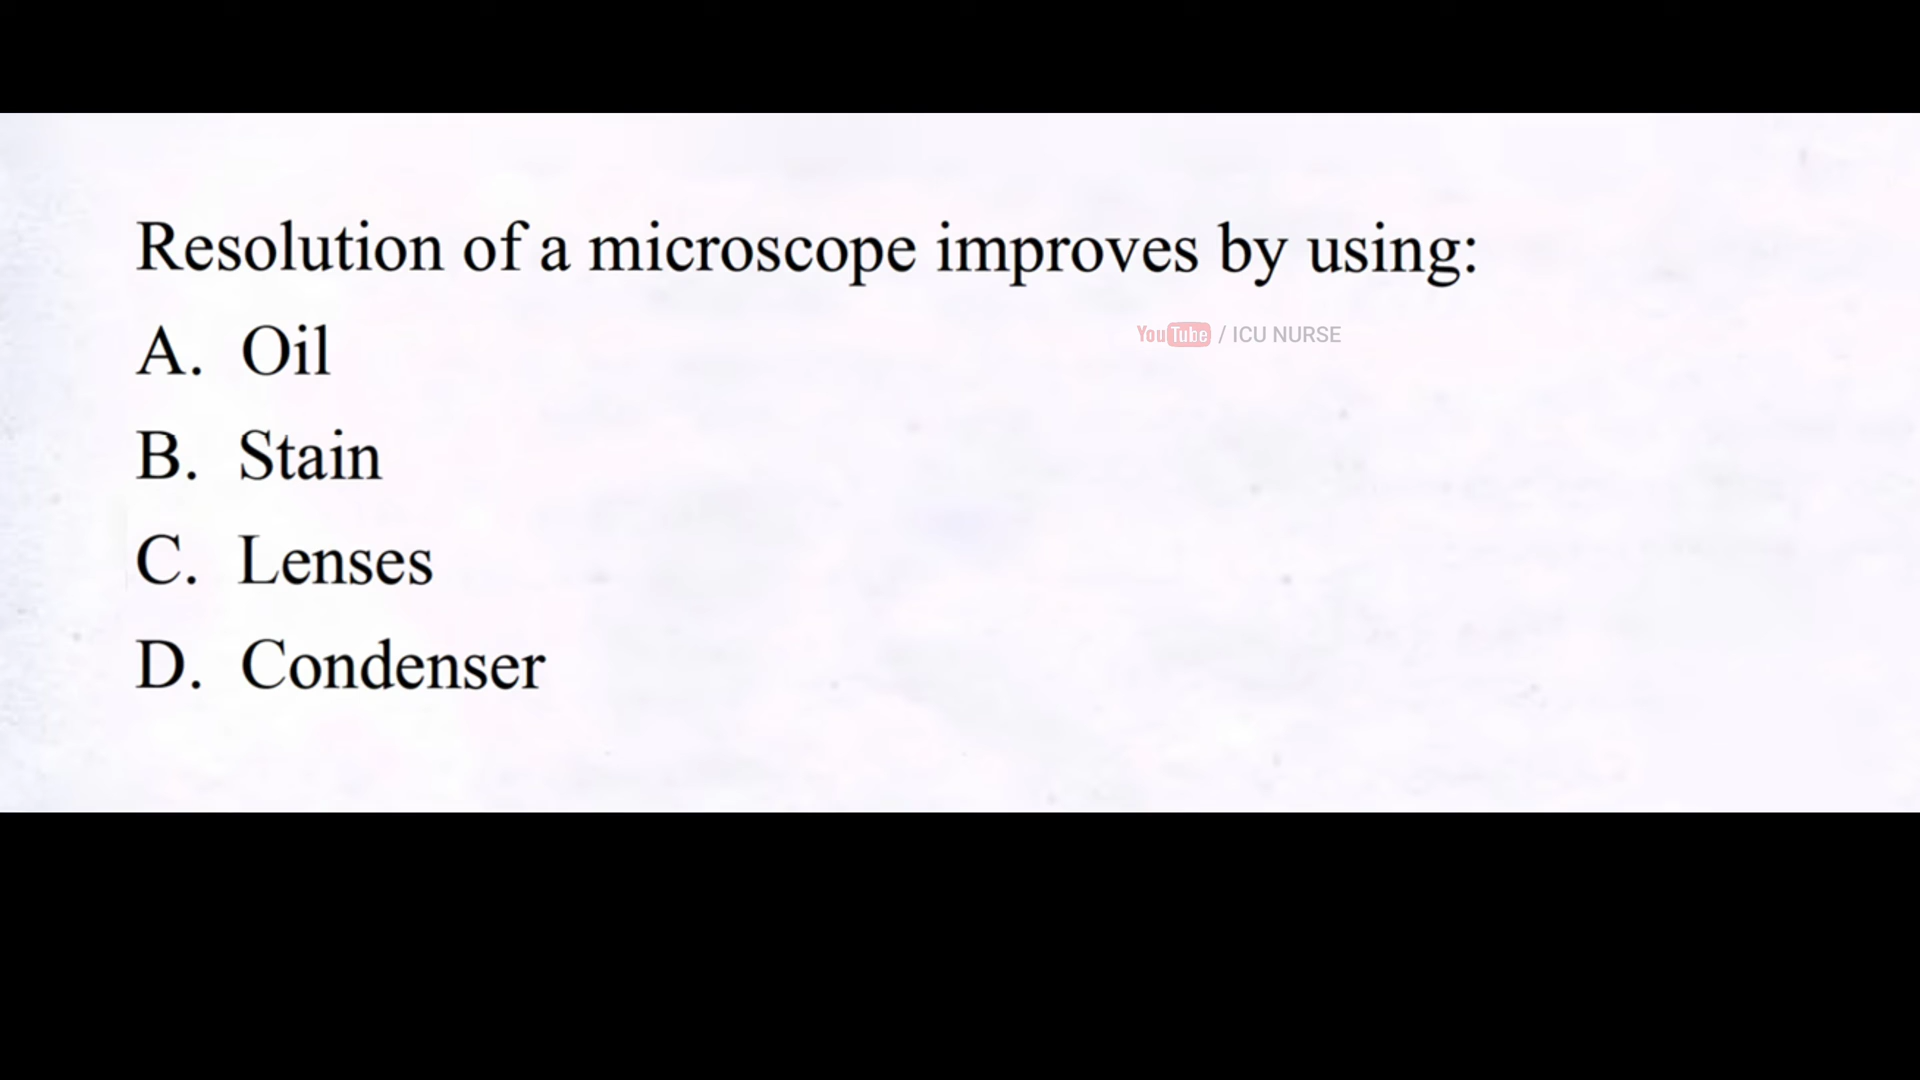 Resolution of a microscope improves by using:
YouTube / ICU NURSE
A. Oil
B. Stain
C. Lenses
D. Condenser